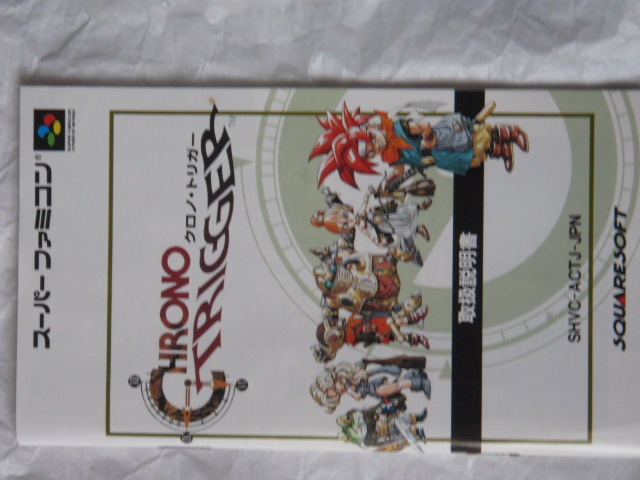 スーパーファミコン®
クロノ・トリガー
CHRONO
TRIGGER
取扱説明書
SHVC-ACTJ-JPN
SQUARESOFT